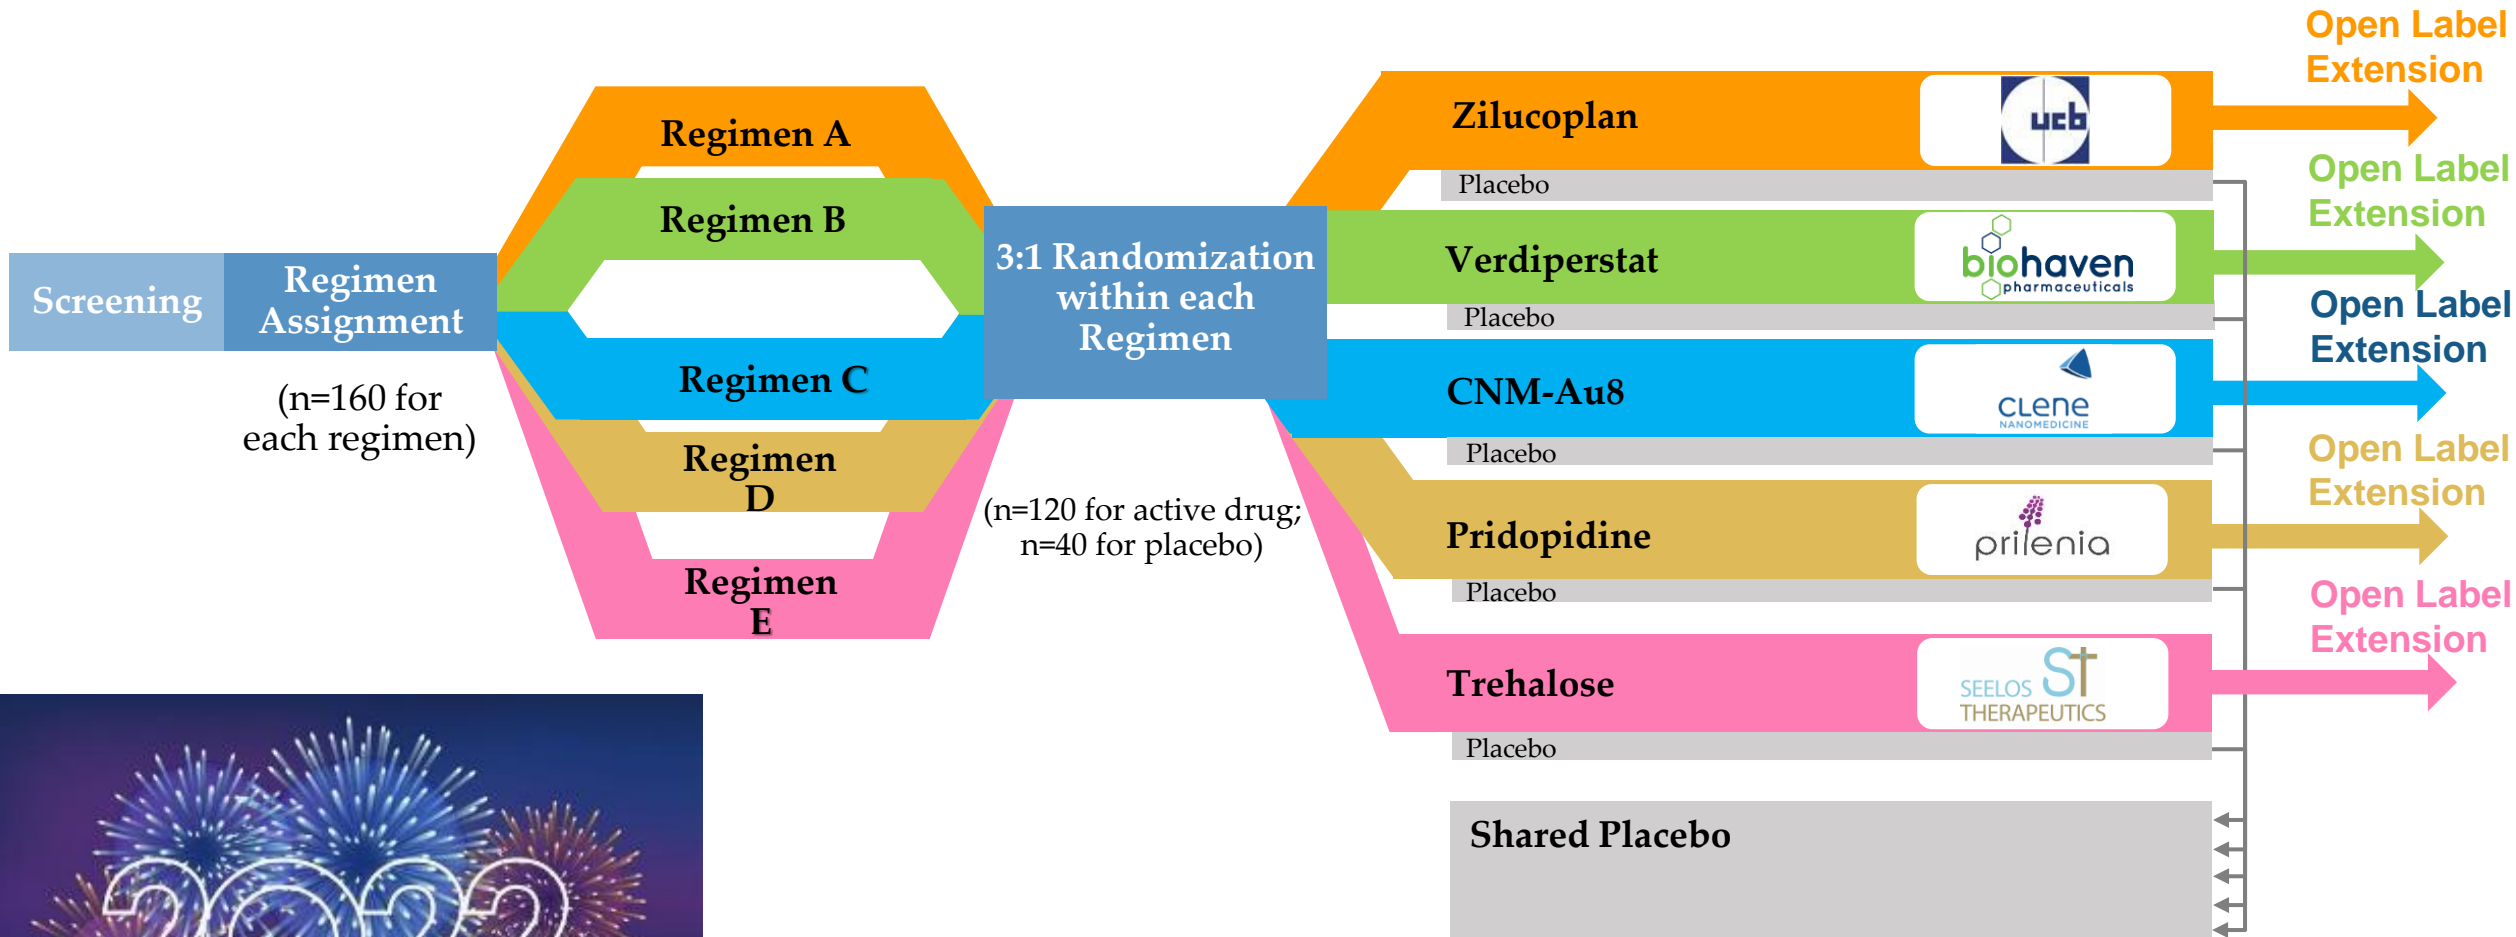 Screening
Regimen
Assignment
(n=160 for
each regimen)
Regimen A
Regimen B
Regimen C
Regimen
D
Regimen
E
3:1 Randomization
within each
Regimen
(n=120 for active drug;
n=40 for placebo)
Zilucoplan
ucb
Placebo
Open Label
Extension
Verdiperstat
biohaven
pharmaceuticals
Placebo
Open Label
Extension
CNM-Au8
CLENE
NANOMEDICINE
Placebo
Open Label
Extension
Pridopidine
prilenia
Placebo
Open Label
Extension
Trehalose
SEELOS St
THERAPEUTICS
Placebo
Open Label
Extension
Shared Placebo
2022